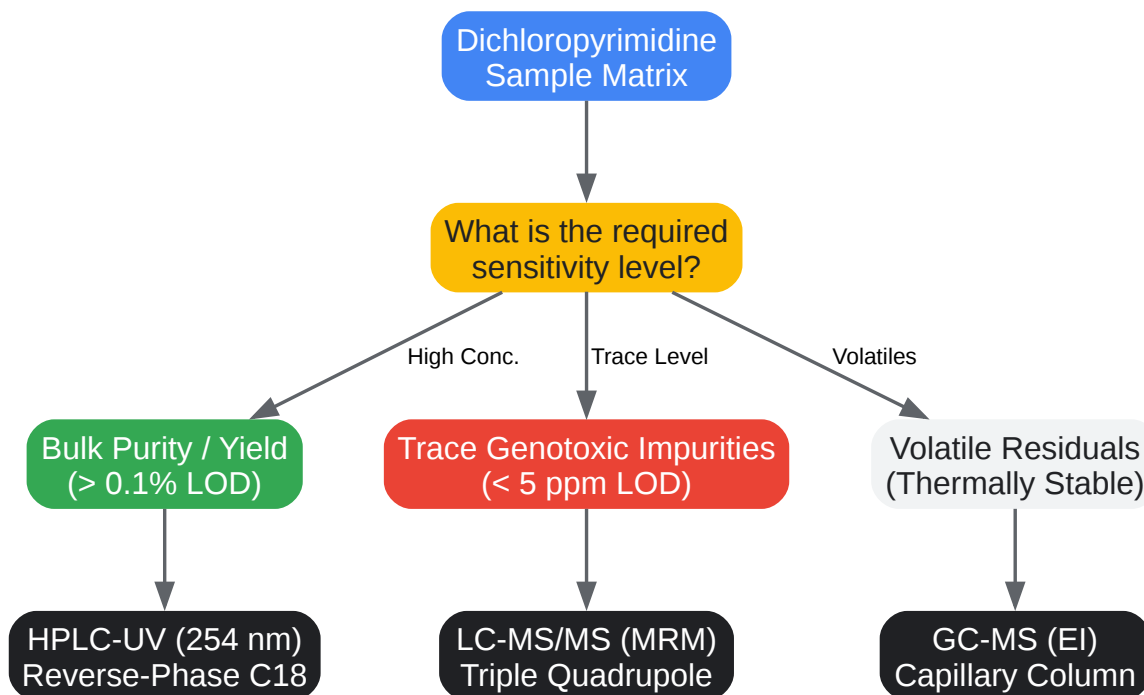 Dichloropyrimidine
Sample Matrix
What is the required
sensitivity level?
High Conc.
Trace Level
Volatiles
Bulk Purity / Yield
(> 0.1% LOD)
Trace Genotoxic Impurities
(< 5 ppm LOD)
Volatile Residuals
(Thermally Stable)
HPLC-UV (254 nm)
Reverse-Phase C18
LC-MS/MS (MRM)
Triple Quadrupole
GC-MS (EI)
Capillary Column